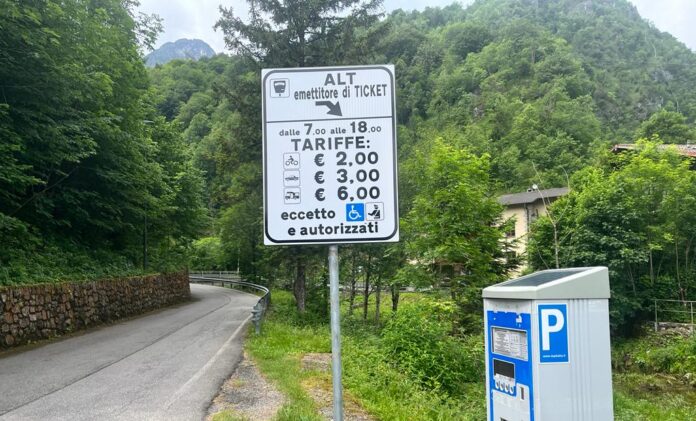 ALT
emettitore di TICKET
dalle 7.00 alle 18.00
TARIFFE:
€ 2,00
€ 3,00
€ 6,00
eccetto
e autorizzati
P